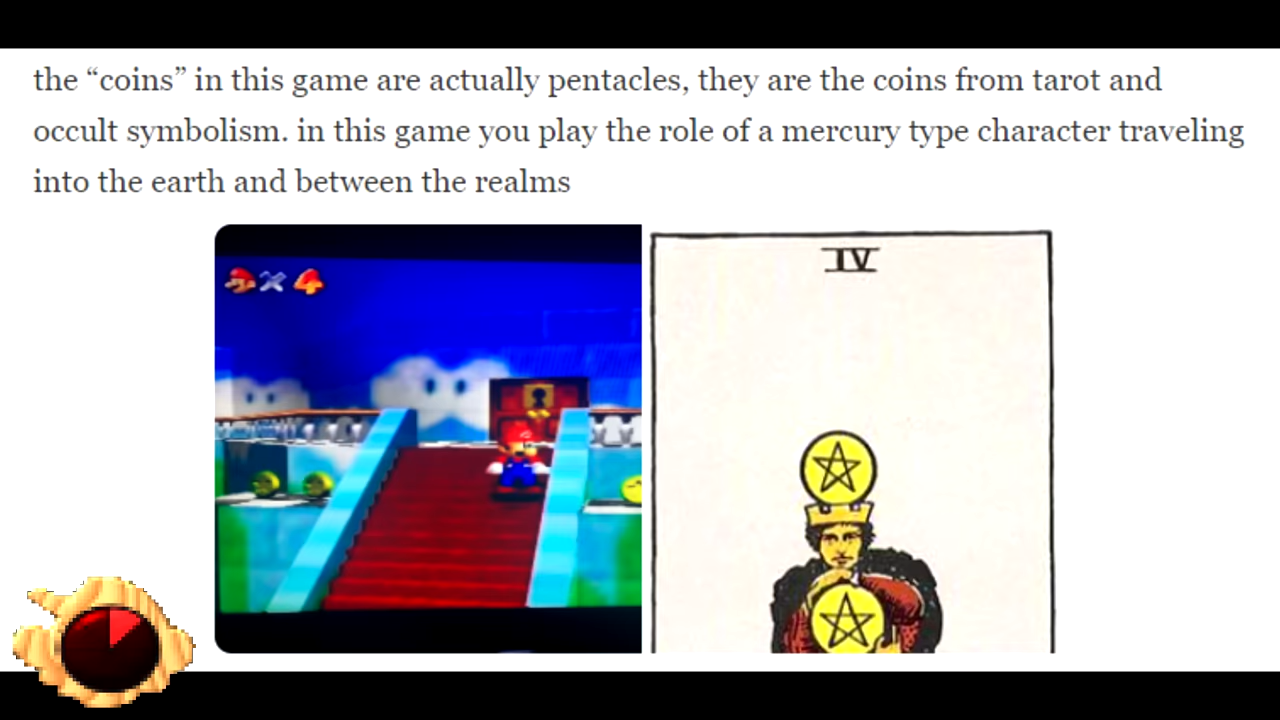 the “coins” in this game are actually pentacles, they are the coins from tarot and
occult symbolism. in this game you play the role of a mercury type character traveling
into the earth and between the realms
× 4
IV